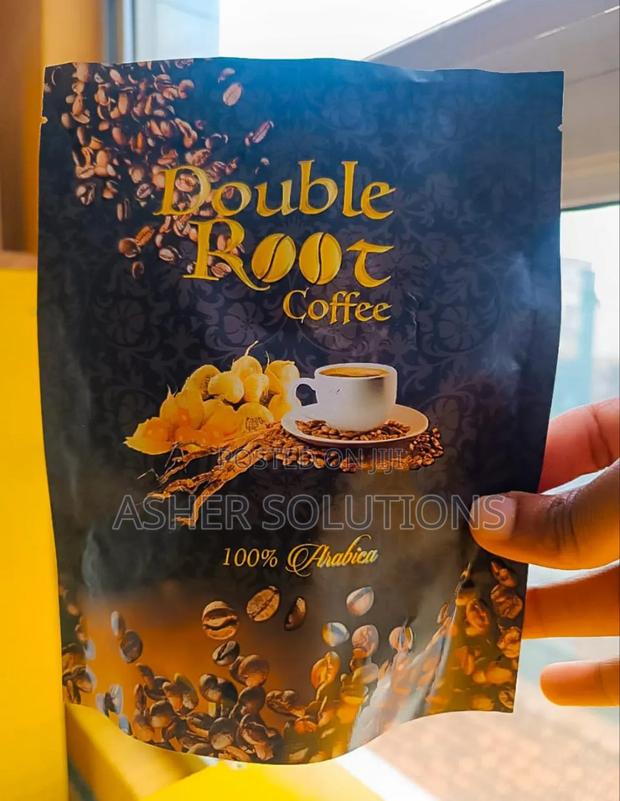 Double
Root
Coffee
POSTED ON JIJI
ASHER SOLUTIONS
100% Arabica